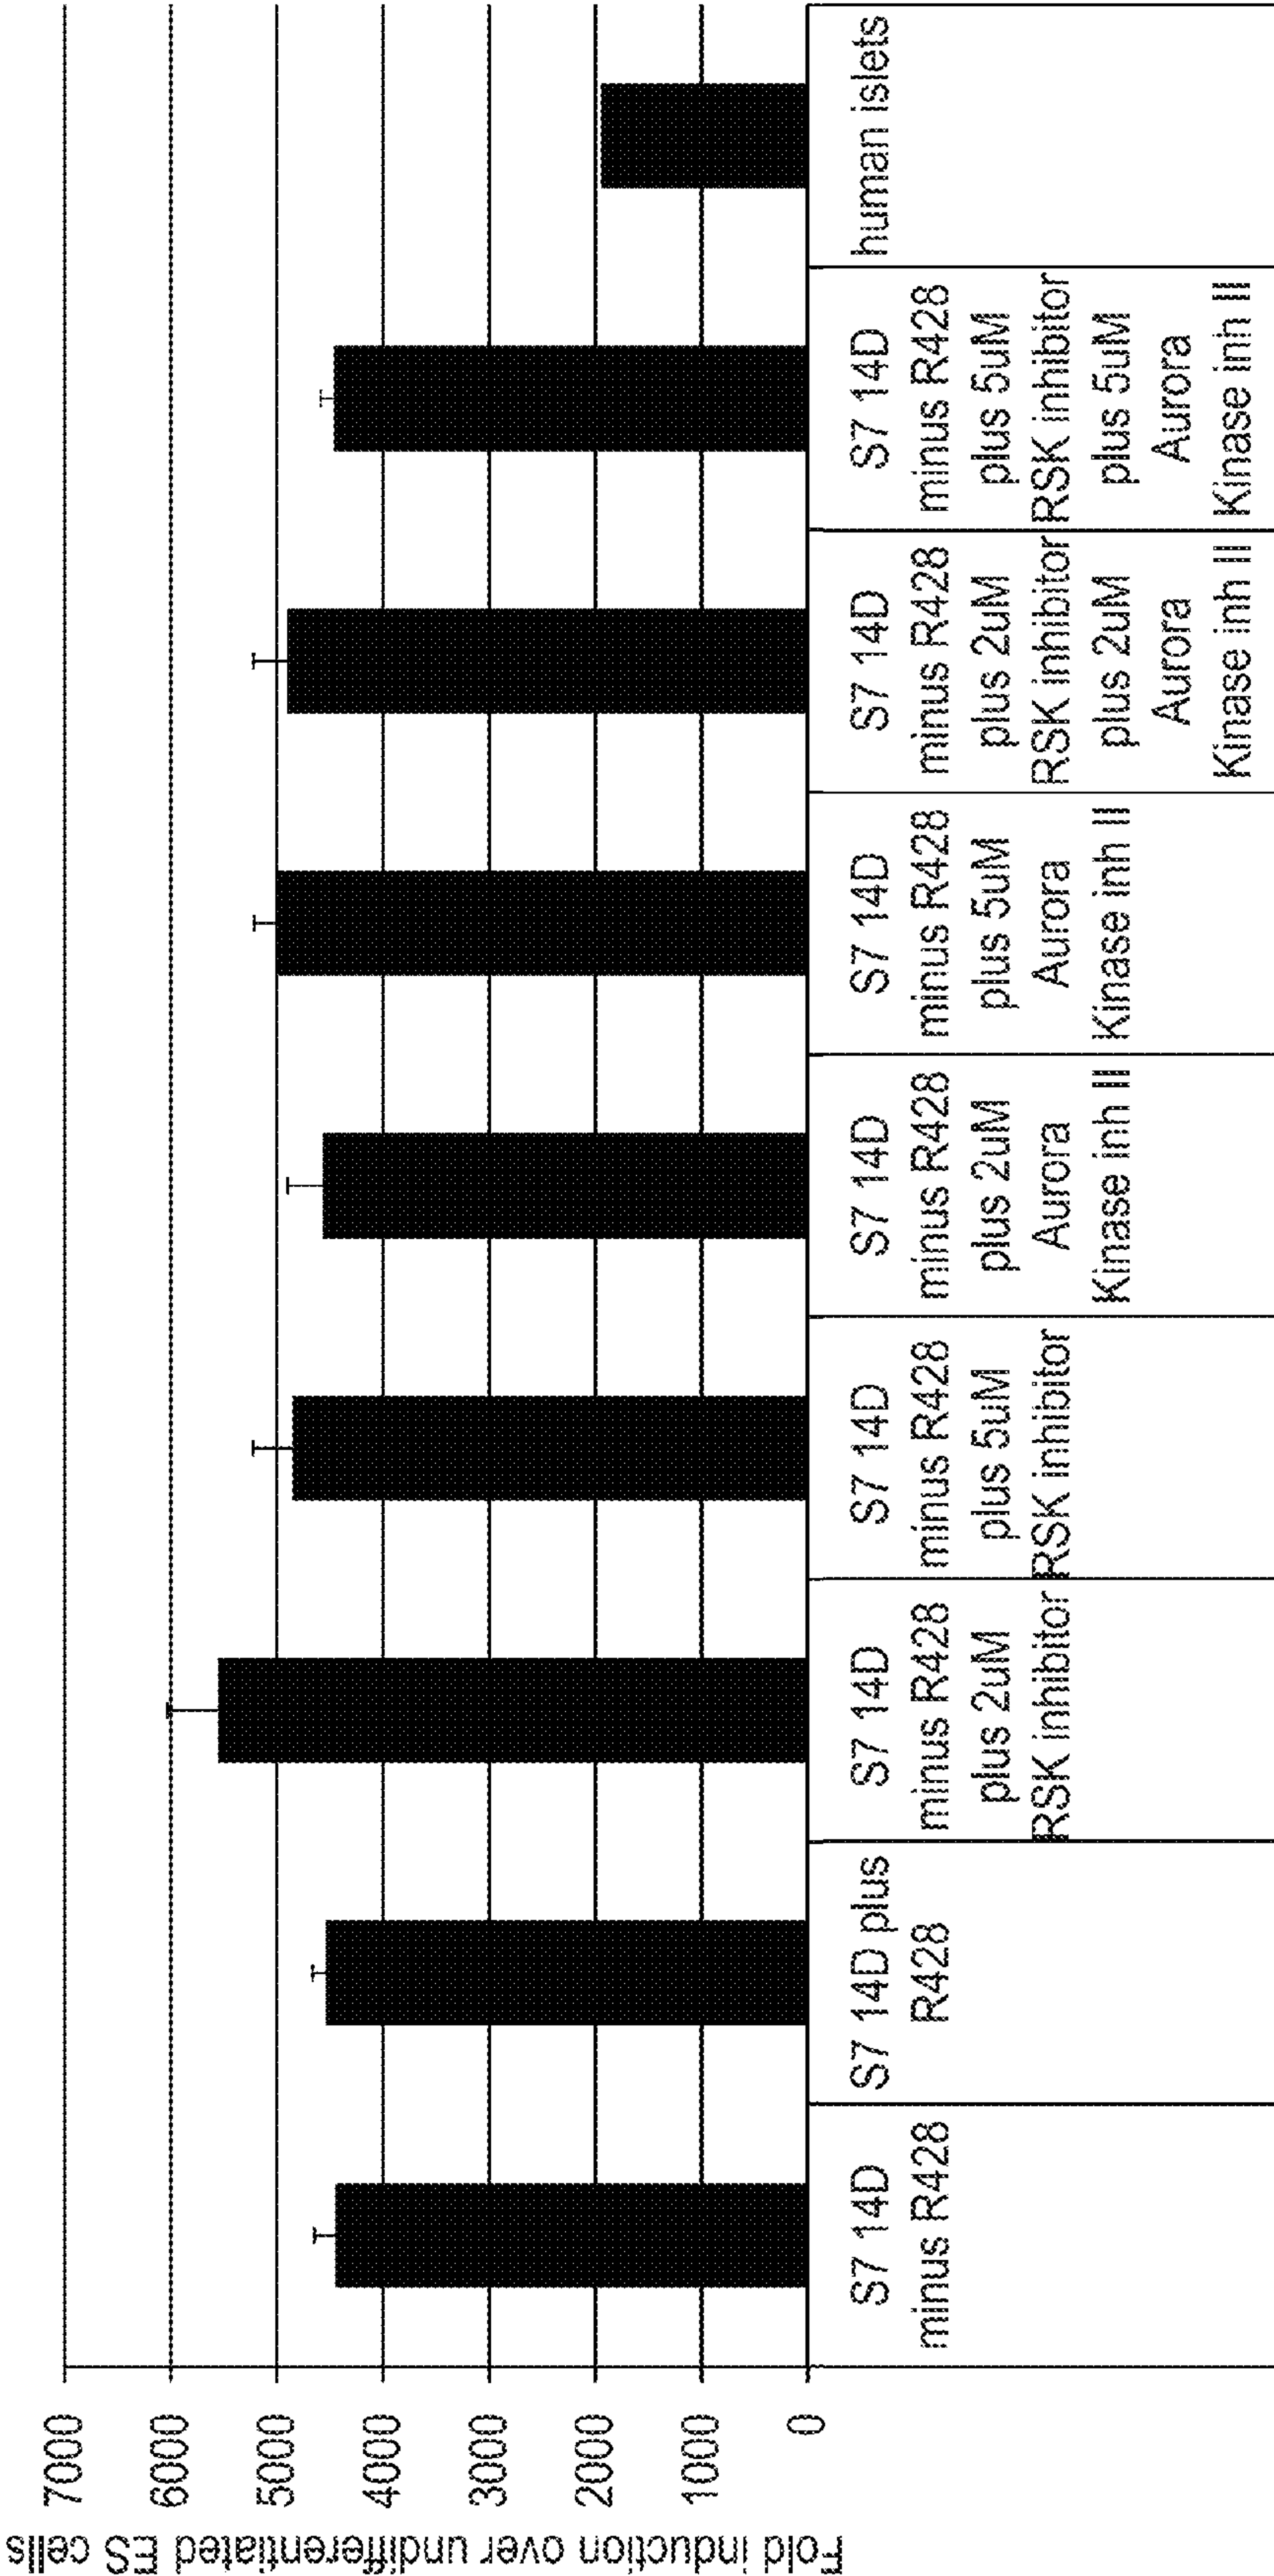 Fold induction over undifferentiated ES cells
7000
6000
5000
4000
3000
2000
1000
0
S7 14D
minus R428
S7 14D plus
R428
S7 14D
minus R428
plus 2uM
RSK inhibitor
S7 14D
minus R428
plus 5uM
RSK inhibitor
S7 14D
minus R428
plus 2uM
Aurora
Kinase inh II
S7 14D
minus R428
plus 5uM
Aurora
Kinase inh II
S7 14D
minus R428
plus 2uM
RSK inhibitor
plus 2uM
Aurora
Kinase inh II
S7 14D
minus R428
plus 5uM
RSK inhibitor
plus 5uM
Aurora
Kinase inh II
human islets